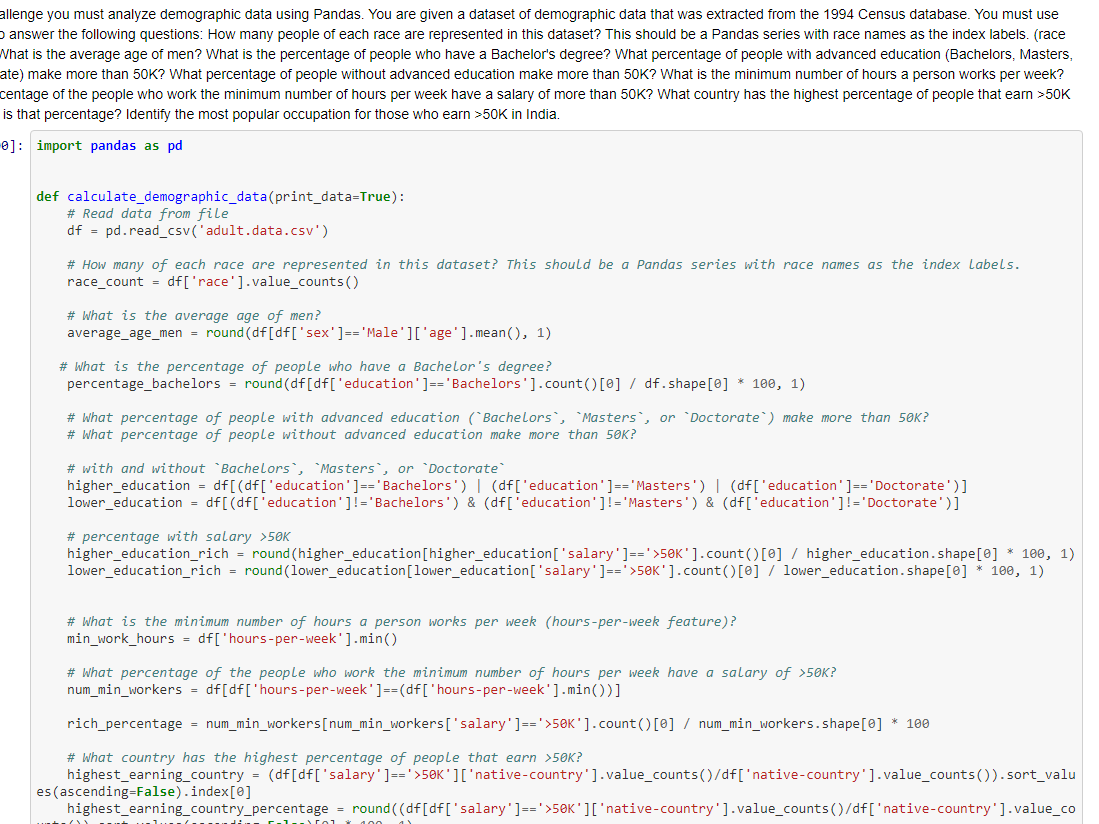 allenge you must analyze demographic data using Pandas. You are given a dataset of demographic data that was extracted from the 1994 Census database. You must use
answer the following questions: How many people of each race are represented in this dataset? This should be a Pandas series with race names as the index labels. (race
What is the average age of men? What is the percentage of people who have a Bachelor's degree? What percentage of people with advanced education (Bachelors, Masters,
ate) make more than 50K? What percentage of people without advanced education make more than 50K? What is the minimum number of hours a person works per week?
centage of the people who work the minimum number of hours per week have a salary of more than 50K? What country has the highest percentage of people that earn >50K
is that percentage? Identify the most popular occupation for those who earn >50K in India.
0]: import pandas as pd
def calculate_demographic_data(print_data=True):
# Read data from file
df = pd.read_csv('adult.data.csv')
# How many of each race are represented in this dataset? This should be a Pandas series with race names as the index labels.
race_count = df['race'].value_counts()
# What is the average age of men?
average_age_men = round(df[df['sex']=='Male']['age'].mean(), 1)
# What is the percentage of people who have a Bachelor's degree?
percentage_bachelors = round(df[df['education']=='Bachelors'].count()[0] / df.shape[0] * 100, 1)
# What percentage of people with advanced education (`Bachelors`, `Masters`, or `Doctorate`) make more than 50K?
# What percentage of people without advanced education make more than 50K?
# with and without `Bachelors`, `Masters`, or `Doctorate`
higher_education = df[(df['education']=='Bachelors') | (df['education']=='Masters') | (df['education']=='Doctorate')]
lower_education = df[(df['education']!='Bachelors') & (df['education']!='Masters') & (df['education']!='Doctorate')]
# percentage with salary >50K
higher_education_rich = round(higher_education[higher_education['salary']=='>50K'].count()[0] / higher_education.shape[0] * 100, 1)
lower_education_rich = round(lower_education[lower_education['salary']=='>50K'].count()[0] / lower_education.shape[0] * 100, 1)
# What is the minimum number of hours a person works per week (hours-per-week feature)?
min_work_hours = df['hours-per-week'].min()
# What percentage of the people who work the minimum number of hours per week have a salary of >50K?
num_min_workers = df[df['hours-per-week']==(df['hours-per-week'].min())]
rich_percentage = num_min_workers[num_min_workers['salary']=='>50K'].count()[0] / num_min_workers.shape[0] * 100
# What country has the highest percentage of people that earn >50K?
highest_earning_country = (df[df['salary']=='>50K']['native-country'].value_counts()/df['native-country'].value_counts()).sort_valu
es(ascending=False).index[0]
highest_earning_country_percentage = round((df[df['salary']=='>50K']['native-country'].value_counts()/df['native-country'].value_co